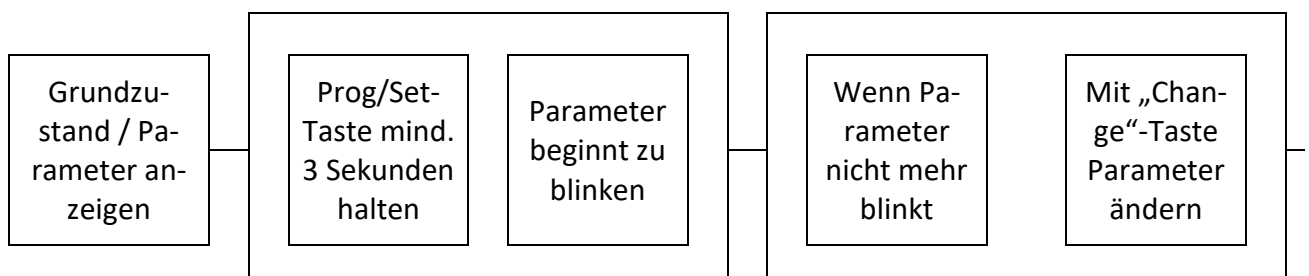 Grundzu-
stand / Pa-
rameter an-
zeigen
Prog/Set-
Taste mind.
3 Sekunden
halten
Parameter
beginnt zu
blinken
Wenn Pa-
rameter
nicht mehr
blinkt
Mit „Chan-
ge“-Taste
Parameter
ändern